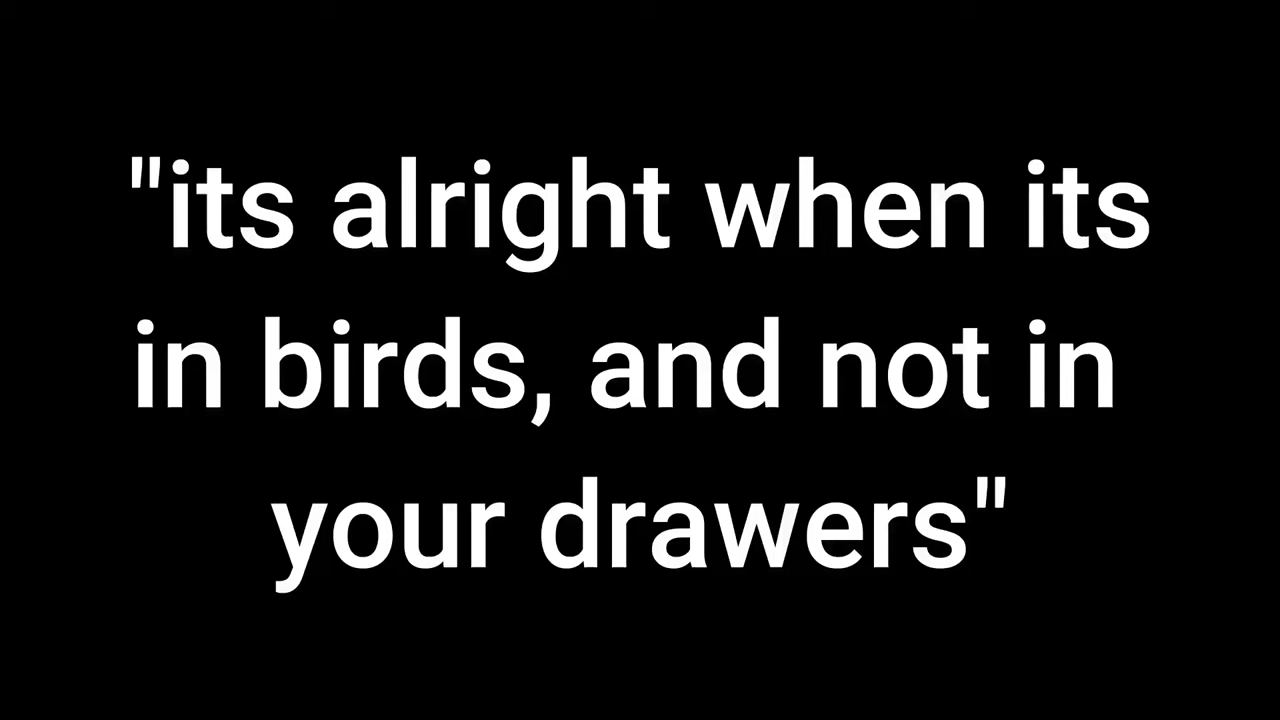 "its alright when its
in birds, and not in
your drawers"